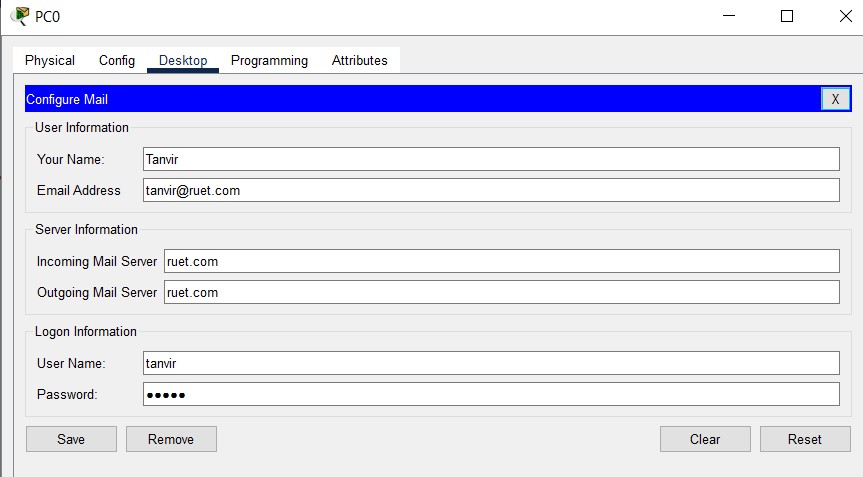 PC0
Physical Config Desktop Programming Attributes
Configure Mail X
User Information
Your Name: Tanvir
Email Address tanvir@ruet.com
Server Information
Incoming Mail Server ruet.com
Outgoing Mail Server ruet.com
Logon Information
User Name: tanvir
Password: •••••
Save Remove Clear Reset